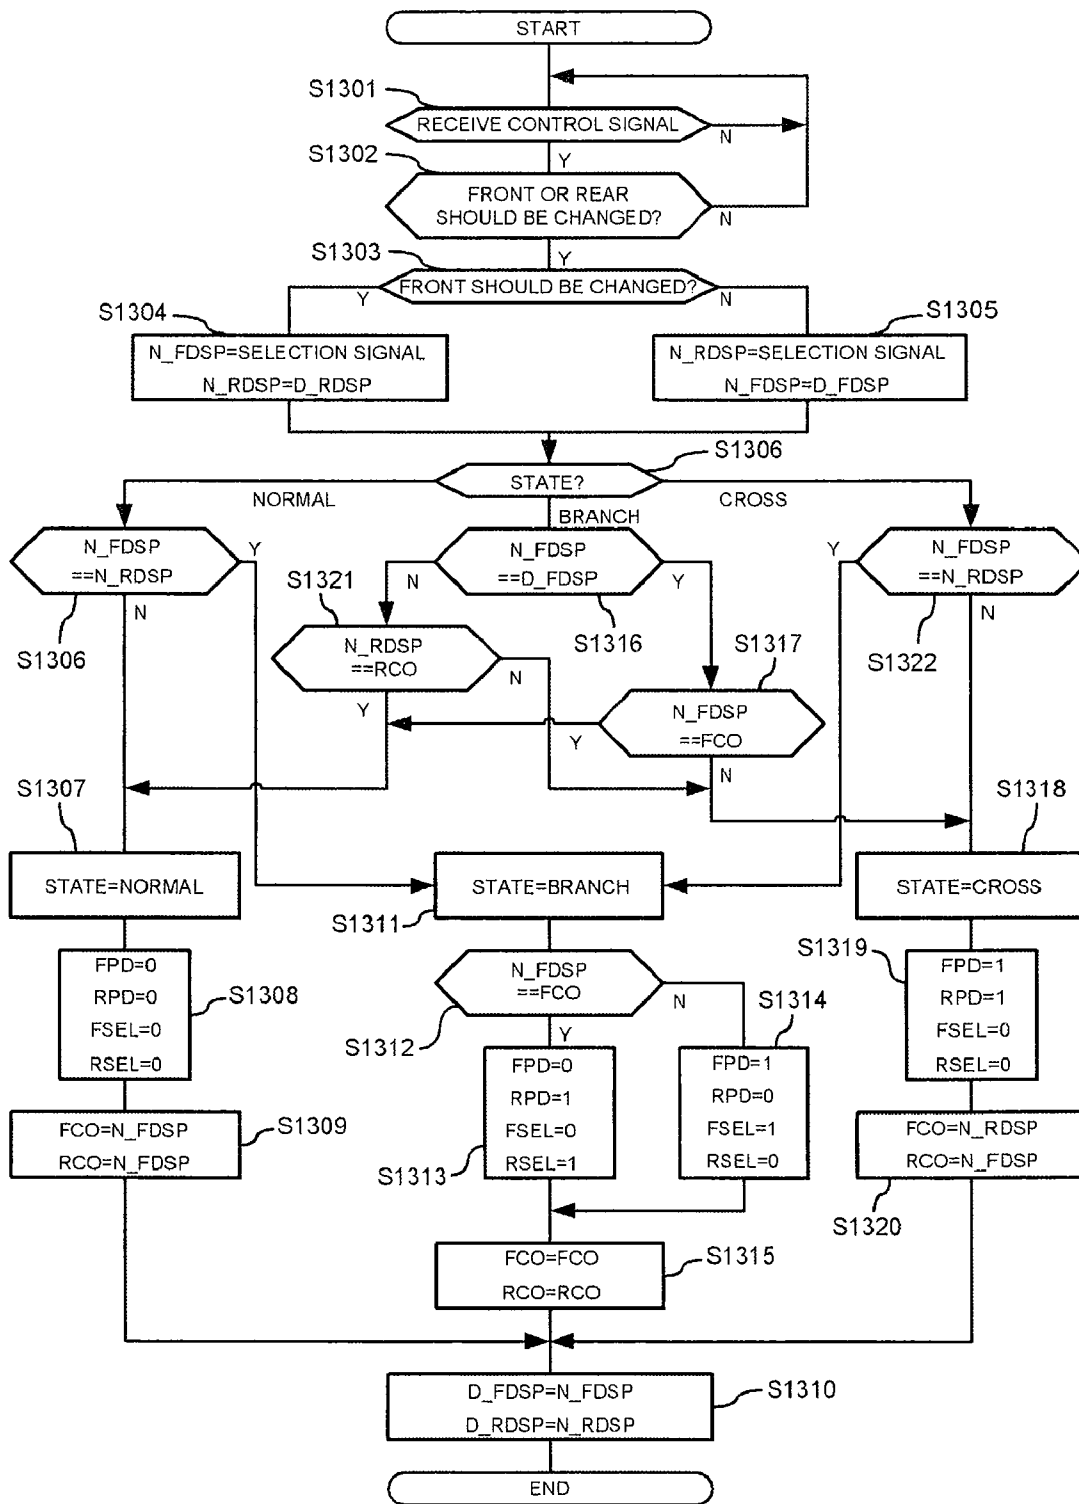 START
S1301
RECEIVE CONTROL SIGNAL
N
Y
S1302
FRONT OR REAR
SHOULD BE CHANGED?
N
Y
S1303
FRONT SHOULD BE CHANGED?
Y
N
S1304
N_FDSP=SELECTION SIGNAL
N_RDSP=D_RDSP
S1305
N_RDSP=SELECTION SIGNAL
N_FDSP=D_FDSP
S1306
STATE?
NORMAL
BRANCH
CROSS
N_FDSP
==N_RDSP
Y
N
S1306
N_FDSP
==D_FDSP
N
Y
S1316
S1321
N_RDSP
==RCO
N
Y
S1317
N_FDSP
==FCO
Y
N
N_FDSP
==N_RDSP
Y
N
S1322
S1307
STATE=NORMAL
STATE=BRANCH
S1311
S1318
STATE=CROSS
FPD=0
RPD=0
FSEL=0
RSEL=0
S1308
N_FDSP
==FCO
N
Y
S1312
S1314
FPD=0
RPD=1
FSEL=0
RSEL=1
S1313
FPD=1
RPD=0
FSEL=1
RSEL=0
S1319
FPD=1
RPD=1
FSEL=0
RSEL=0
FCO=N_FDSP
RCO=N_FDSP
S1309
FCO=N_RDSP
RCO=N_FDSP
S1320
FCO=FCO
RCO=RCO
S1315
D_FDSP=N_FDSP
D_RDSP=N_RDSP
S1310
END